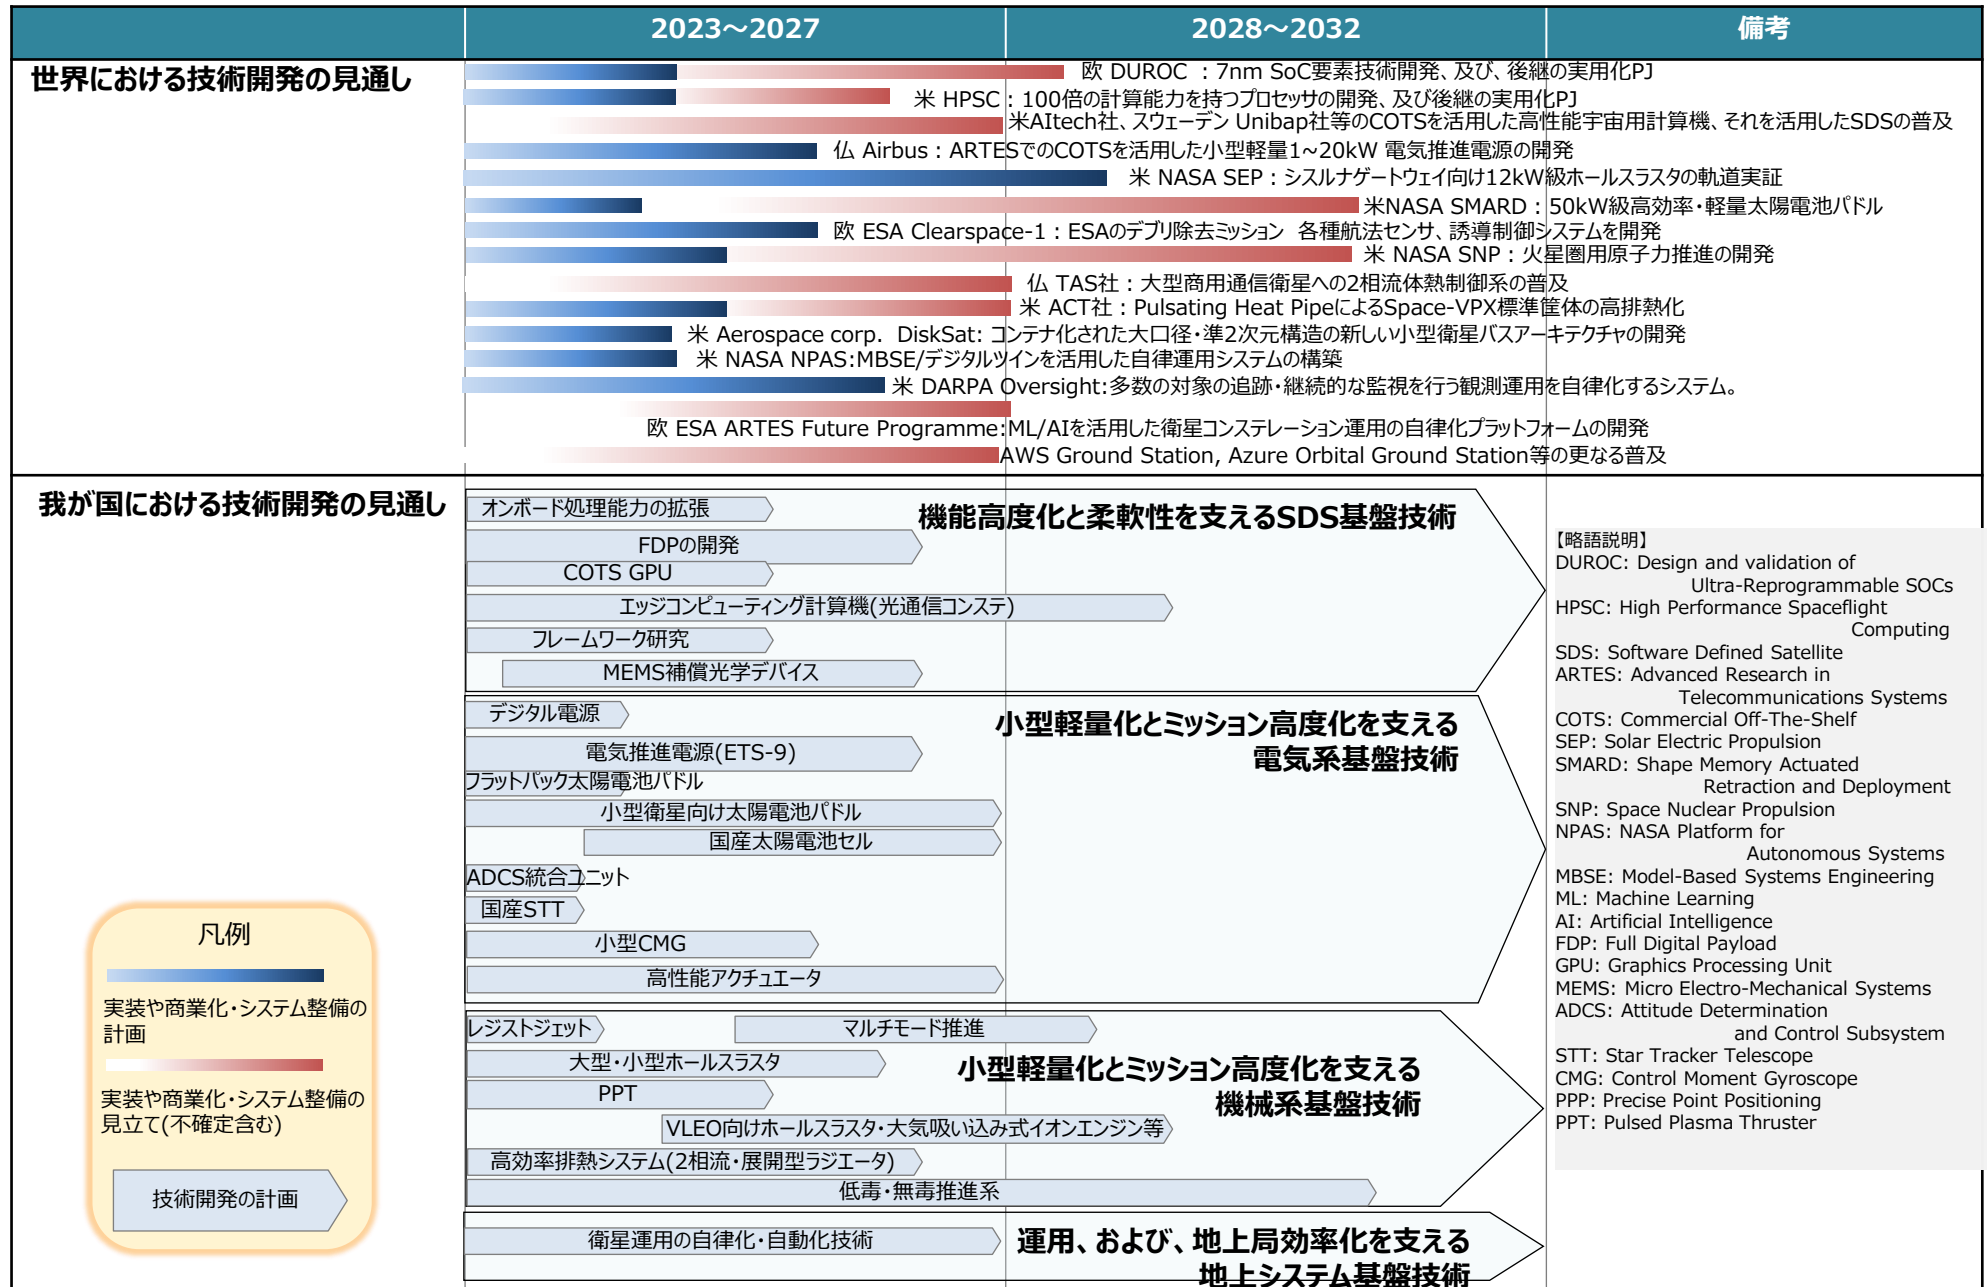 2023～2027
2028～2032
備考
世界における技術開発の見通し
欧 DUROC ：7nm SoC要素技術開発、及び、後継の実用化PJ
米 HPSC：100倍の計算能力を持つプロセッサの開発、及び後継の実用化PJ
米AItech社、スウェーデン Unibap社等のCOTSを活用した高性能宇宙用計算機、それを活用したSDSの普及
仏 Airbus：ARTESでのCOTSを活用した小型軽量1~20kW 電気推進電源の開発
米 NASA SEP：シスルナゲートウェイ向け12kW級ホールスラスタの軌道実証
米NASA SMARD：50kW級高効率・軽量太陽電池パドル
欧 ESA Clearspace-1：ESAのデブリ除去ミッション 各種航法センサ、誘導制御システムを開発
米 NASA SNP：火星圏用原子力推進の開発
仏 TAS社：大型商用通信衛星への2相流体熱制御系の普及
米 ACT社：Pulsating Heat PipeによるSpace-VPX標準筐体の高排熱化
米 Aerospace corp. DiskSat: コンテナ化された大口径・準2次元構造の新しい小型衛星バスアーキテクチャの開発
米 NASA NPAS:MBSE/デジタルツインを活用した自律運用システムの構築
米 DARPA Oversight:多数の対象の追跡・継続的な監視を行う観測運用を自律化するシステム。
欧 ESA ARTES Future Programme:ML/AIを活用した衛星コンステレーション運用の自律化プラットフォームの開発
AWS Ground Station, Azure Orbital Ground Station等の更なる普及
我が国における技術開発の見通し
オンボード処理能力の拡張
機能高度化と柔軟性を支えるSDS基盤技術
FDPの開発
COTS GPU
エッジコンピューティング計算機(光通信コンステ)
フレームワーク研究
MEMS補償光学デバイス
デジタル電源
小型軽量化とミッション高度化を支える
電気系基盤技術
電気推進電源(ETS-9)
フラットパック太陽電池パドル
小型衛星向け太陽電池パドル
国産太陽電池セル
ADCS統合ユニット
国産STT
小型CMG
高性能アクチュエータ
レジストジェット
マルチモード推進
大型・小型ホールスラスタ
小型軽量化とミッション高度化を支える
機械系基盤技術
PPT
VLEO向けホールスラスタ・大気吸い込み式イオンエンジン等
高効率排熱システム(2相流・展開型ラジエータ)
低毒・無毒推進系
衛星運用の自律化・自動化技術
運用、および、地上局効率化を支える
地上システム基盤技術
凡例
実装や商業化・システム整備の
計画
実装や商業化・システム整備の
見立て(不確定含む)
技術開発の計画
【略語説明】
DUROC: Design and validation of
Ultra-Reprogrammable SOCs
HPSC: High Performance Spaceflight
Computing
SDS: Software Defined Satellite
ARTES: Advanced Research in
Telecommunications Systems
COTS: Commercial Off-The-Shelf
SEP: Solar Electric Propulsion
SMARD: Shape Memory Actuated
Retraction and Deployment
SNP: Space Nuclear Propulsion
NPAS: NASA Platform for
Autonomous Systems
MBSE: Model-Based Systems Engineering
ML: Machine Learning
AI: Artificial Intelligence
FDP: Full Digital Payload
GPU: Graphics Processing Unit
MEMS: Micro Electro-Mechanical Systems
ADCS: Attitude Determination
and Control Subsystem
STT: Star Tracker Telescope
CMG: Control Moment Gyroscope
PPP: Precise Point Positioning
PPT: Pulsed Plasma Thruster